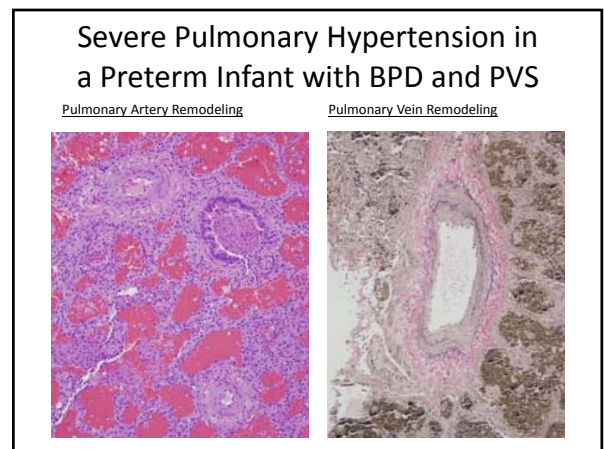 Severe Pulmonary Hypertension in
a Preterm Infant with BPD and PVS
Pulmonary Artery Remodeling
Pulmonary Vein Remodeling